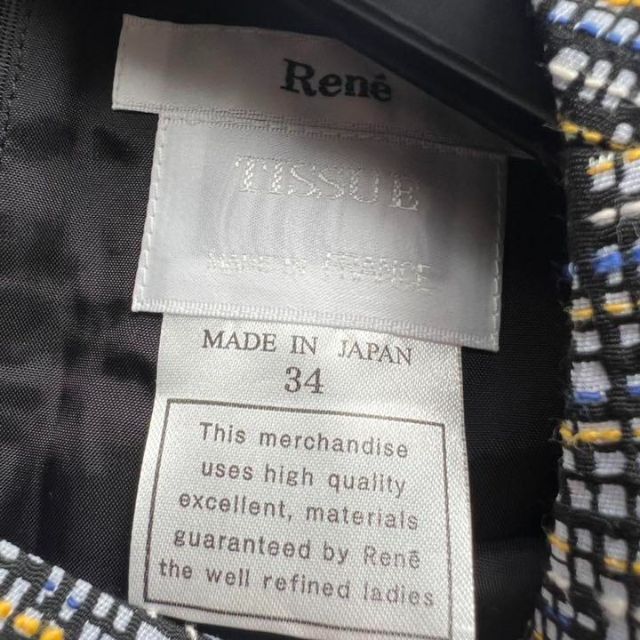 René
TISSUE
MADE IN FRANCE
MADE IN JAPAN
34
This merchandise
uses high quality
excellent, materials
guaranteed by René
the well refined ladies